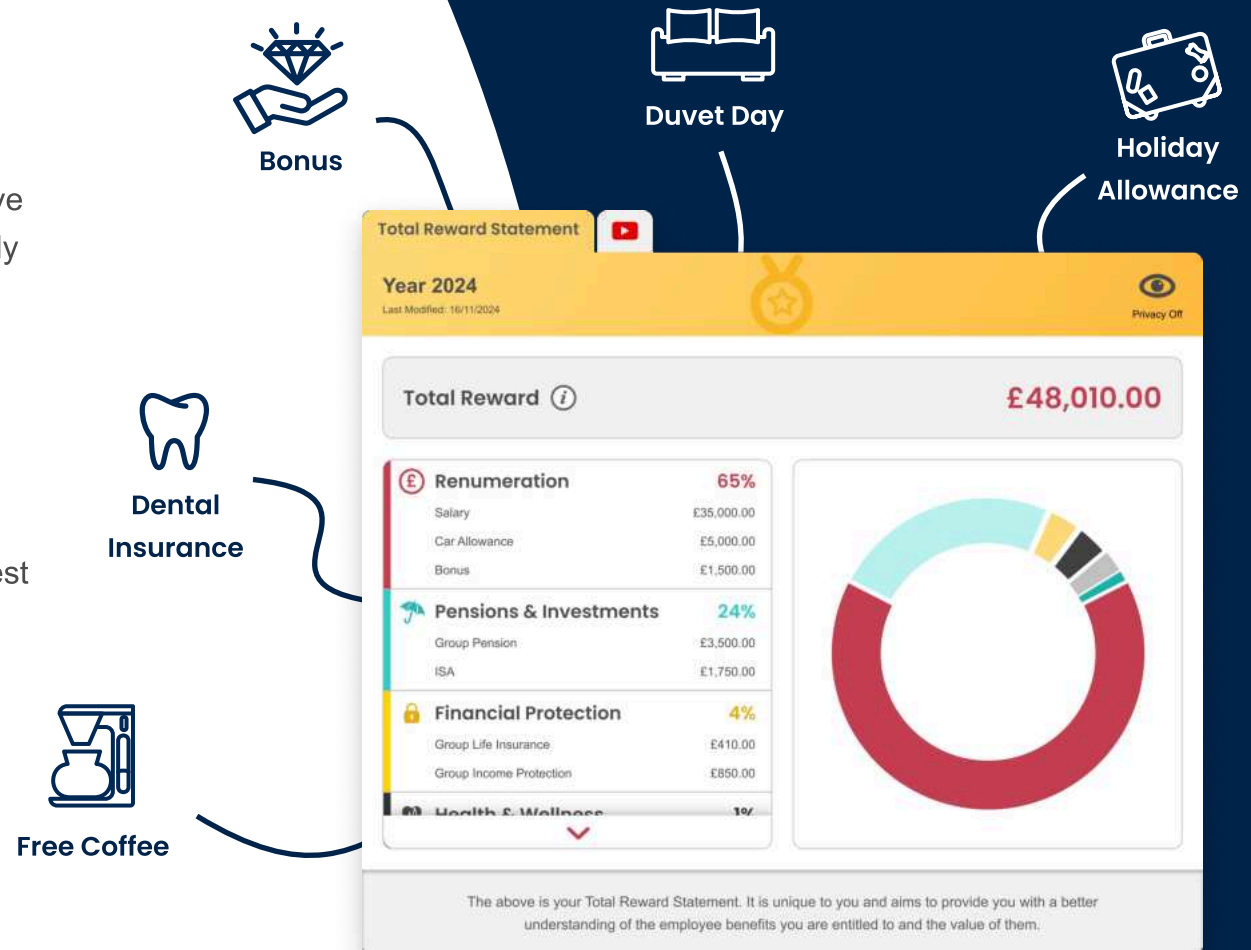 Bonus
Duvet Day
Holiday
Allowance
Total Reward Statement
Year 2024
Last Modified: 16/11/2024
Privacy Off
Total Reward i
£48,010.00
Renumeration 65%
Salary £35,000.00
Car Allowance £5,000.00
Bonus £1,500.00
Pensions & Investments 24%
Group Pension £3,500.00
ISA £1,750.00
Financial Protection 4%
Group Life Insurance £410.00
Group Income Protection £850.00
Health & Wellness 1%
The above is your Total Reward Statement. It is unique to you and aims to provide you with a better
understanding of the employee benefits you are entitled to and the value of them.
Dental
Insurance
Free Coffee
ve
ly
est